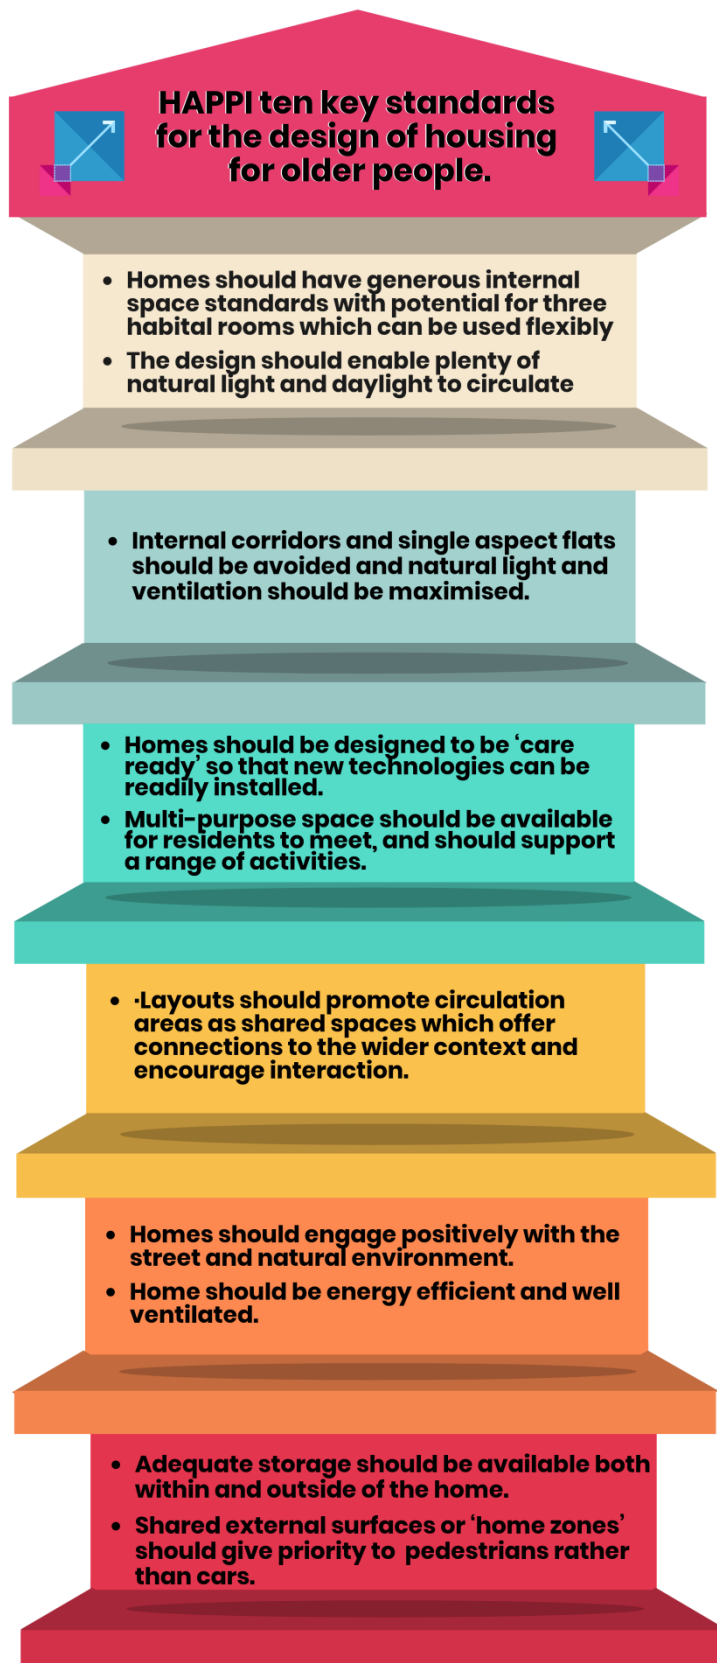 HAPPI ten key standards
for the design of housing
for older people.
• Homes should have generous internal
space standards with potential for three
habital rooms which can be used flexibly
• The design should enable plenty of
natural light and daylight to circulate
• Internal corridors and single aspect flats
should be avoided and natural light and
ventilation should be maximised.
• Homes should be designed to be ‘care
ready’ so that new technologies can be
readily installed.
• Multi-purpose space should be available
for residents to meet, and should support
a range of activities.
• ·Layouts should promote circulation
areas as shared spaces which offer
connections to the wider context and
encourage interaction.
• Homes should engage positively with the
street and natural environment.
• Home should be energy efficient and well
ventilated.
• Adequate storage should be available both
within and outside of the home.
• Shared external surfaces or ‘home zones’
should give priority to pedestrians rather
than cars.